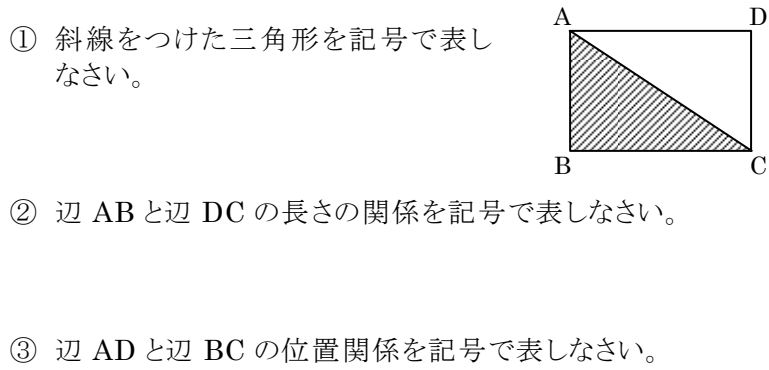 ① 斜線をつけた三角形を記号で表し
なさい。
A D
B C
② 辺 AB と辺 DC の長さの関係を記号で表しなさい。
③ 辺 AD と辺 BC の位置関係を記号で表しなさい。